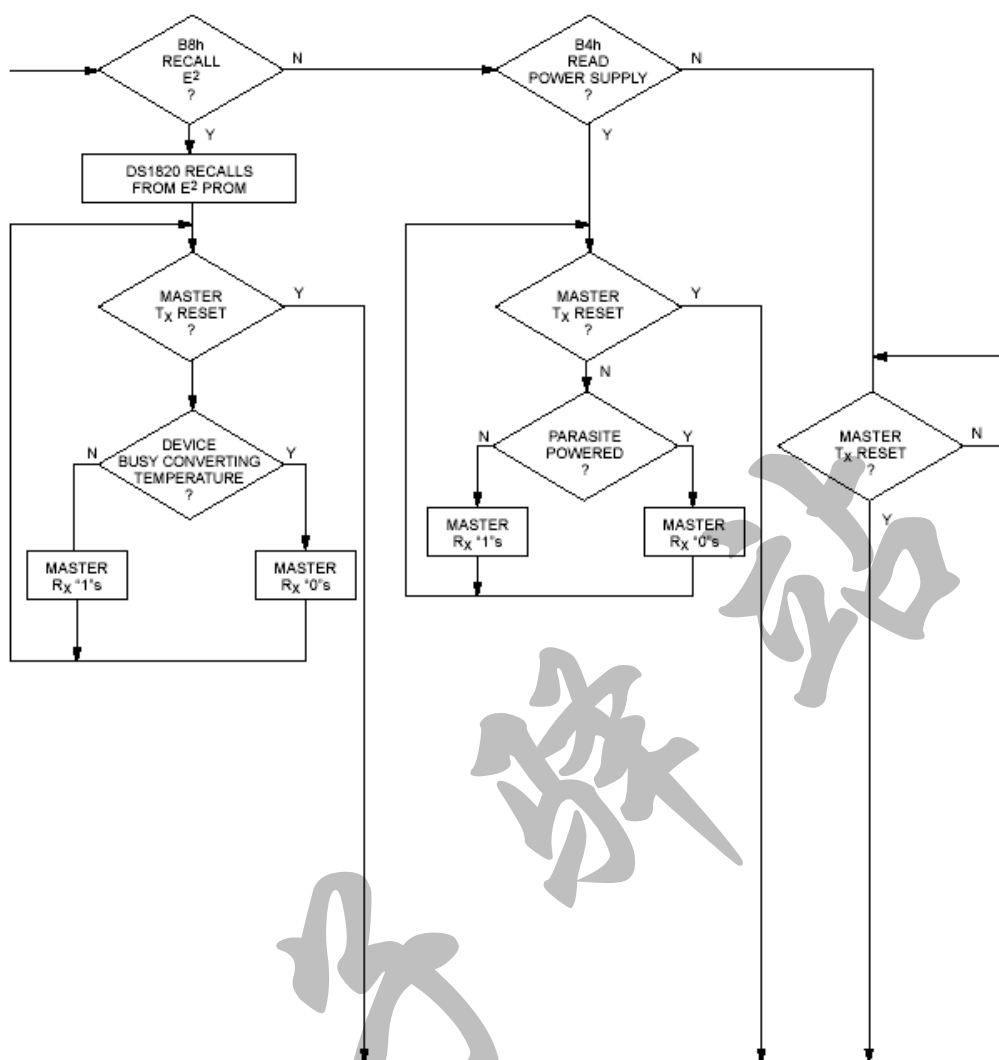 B8h
RECALL
E²
?
N
Y
B4h
READ
POWER SUPPLY
?
N
Y
DS1820 RECALLS
FROM E² PROM
MASTER
TX RESET
?
Y
DEVICE
BUSY CONVERTING
TEMPERATURE
?
N
Y
MASTER
RX "1"s
MASTER
RX "0"s
MASTER
TX RESET
?
Y
N
PARASITE
POWERED
?
N
Y
MASTER
RX "1"s
MASTER
RX "0"s
MASTER
TX RESET
?
N
Y